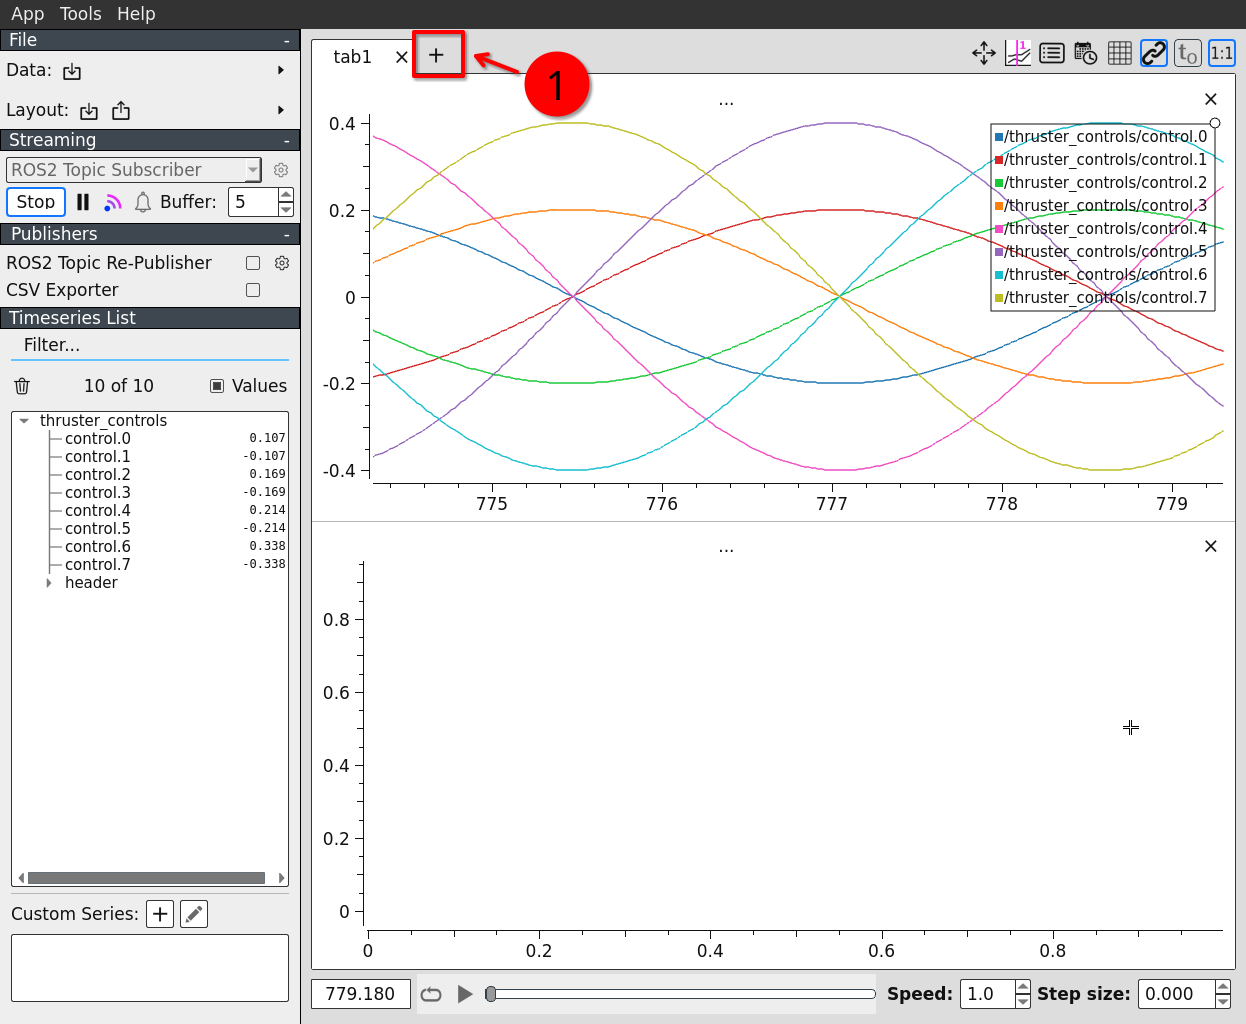 App Tools Help
File -
Data:
Layout:
Streaming -
ROS2 Topic Subscriber
Stop Buffer: 5
Publishers -
ROS2 Topic Re-Publisher
CSV Exporter
Timeseries List
Filter...
10 of 10 Values
thruster_controls
control.0 0.107
control.1 -0.107
control.2 0.169
control.3 -0.169
control.4 0.214
control.5 -0.214
control.6 0.338
control.7 -0.338
header
Custom Series: +
tab1 × +
1
t0 1:1
...
0.4
0.2
0
-0.2
-0.4
775 776 777 778 779
/thruster_controls/control.0
/thruster_controls/control.1
/thruster_controls/control.2
/thruster_controls/control.3
/thruster_controls/control.4
/thruster_controls/control.5
/thruster_controls/control.6
/thruster_controls/control.7
...
0.8
0.6
0.4
0.2
0
0 0.2 0.4 0.6 0.8
779.180 Speed: 1.0 Step size: 0.000